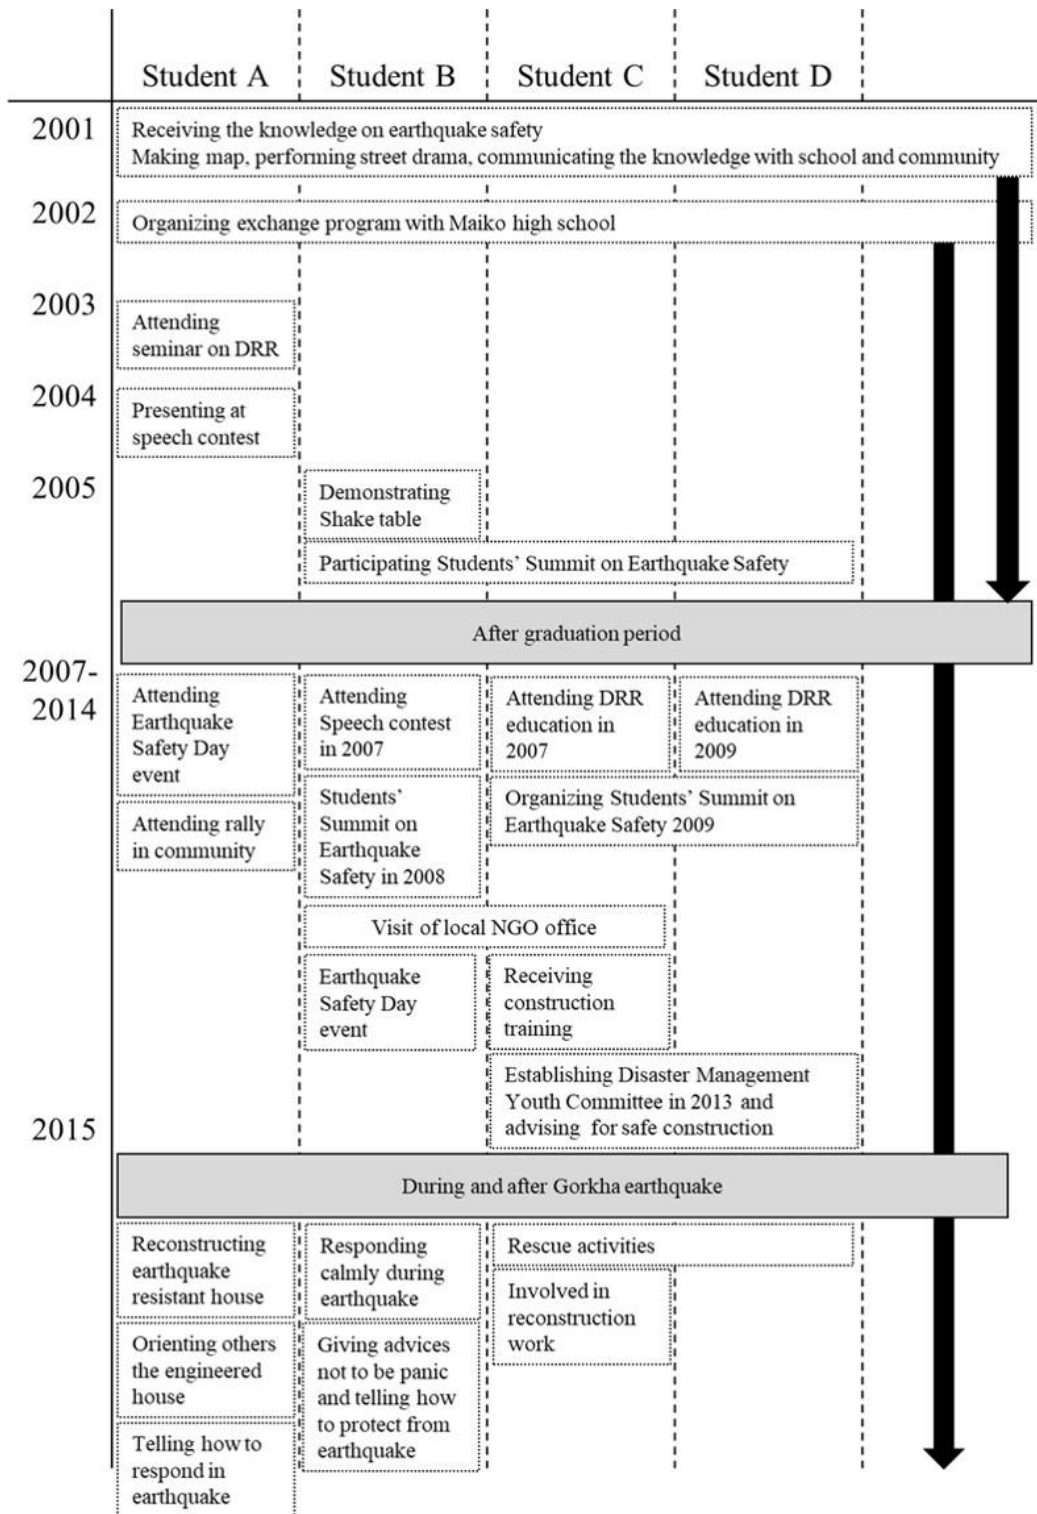 Student A
Student B
Student C
Student D
2001
Receiving the knowledge on earthquake safety
Making map, performing street drama, communicating the knowledge with school and community
2002
Organizing exchange program with Maiko high school
2003
Attending
seminar on DRR
2004
Presenting at
speech contest
2005
Demonstrating
Shake table
Participating Students’ Summit on Earthquake Safety
After graduation period
2007-
2014
Attending
Earthquake
Safety Day
event
Attending
Speech contest
in 2007
Attending DRR
education in
2007
Attending DRR
education in
2009
Attending rally
in community
Students’
Summit on
Earthquake
Safety in 2008
Organizing Students’ Summit on
Earthquake Safety 2009
Visit of local NGO office
Earthquake
Safety Day
event
Receiving
construction
training
Establishing Disaster Management
Youth Committee in 2013 and
advising for safe construction
2015
During and after Gorkha earthquake
Reconstructing
earthquake
resistant house
Responding
calmly during
earthquake
Rescue activities
Involved in
reconstruction
work
Orienting others
the engineered
house
Giving advices
not to be panic
and telling how
to protect from
earthquake
Telling how to
respond in
earthquake